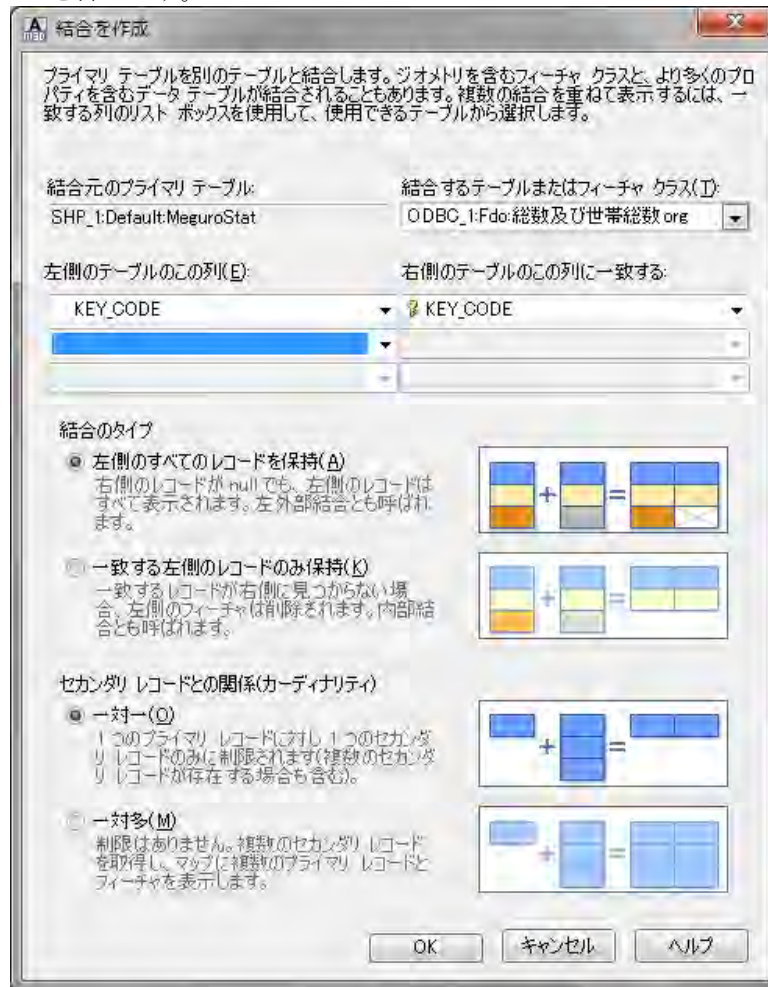 結合を作成
プライマリ テーブルを別のテーブルと結合します。ジオメトリを含むフィーチャ クラスと、より多くのプロ
パティを含むデータ テーブルが結合されることもあります。複数の結合を重ねて表示するには、一
致する列のリスト ボックスを使用して、使用できるテーブルから選択します。
結合元のプライマリ テーブル:
結合するテーブルまたはフィーチャ クラス(T):
SHP_1:Default:MeguroStat
ODBC_1:Fdo:総数及び世帯総数org
左側のテーブルのこの列(E):
右側のテーブルのこの列に一致する:
KEY_CODE
KEY_CODE
結合のタイプ
左側のすべてのレコードを保持(A)
右側のレコードが null でも、左側のレコードは
すべて表示されます。左外部結合とも呼ばれ
ます。
一致する左側のレコードのみ保持(K)
一致するレコードが右側に見つからない場
合、左側のフィーチャは削除されます。内部結
合とも呼ばれます。
セカンダリ レコードとの関係(カーディナリティ)
一対一(O)
1 つのプライマリ レコードに対し 1 つのセカンダ
リ レコードのみに制限されます(複数のセカンダ
リ レコードが存在する場合も含む)。
一対多(M)
制限はありません。複数のセカンダリ レコード
を取得し、マップに複数のプライマリ レコードと
フィーチャを表示します。
OK
キャンセル
ヘルプ